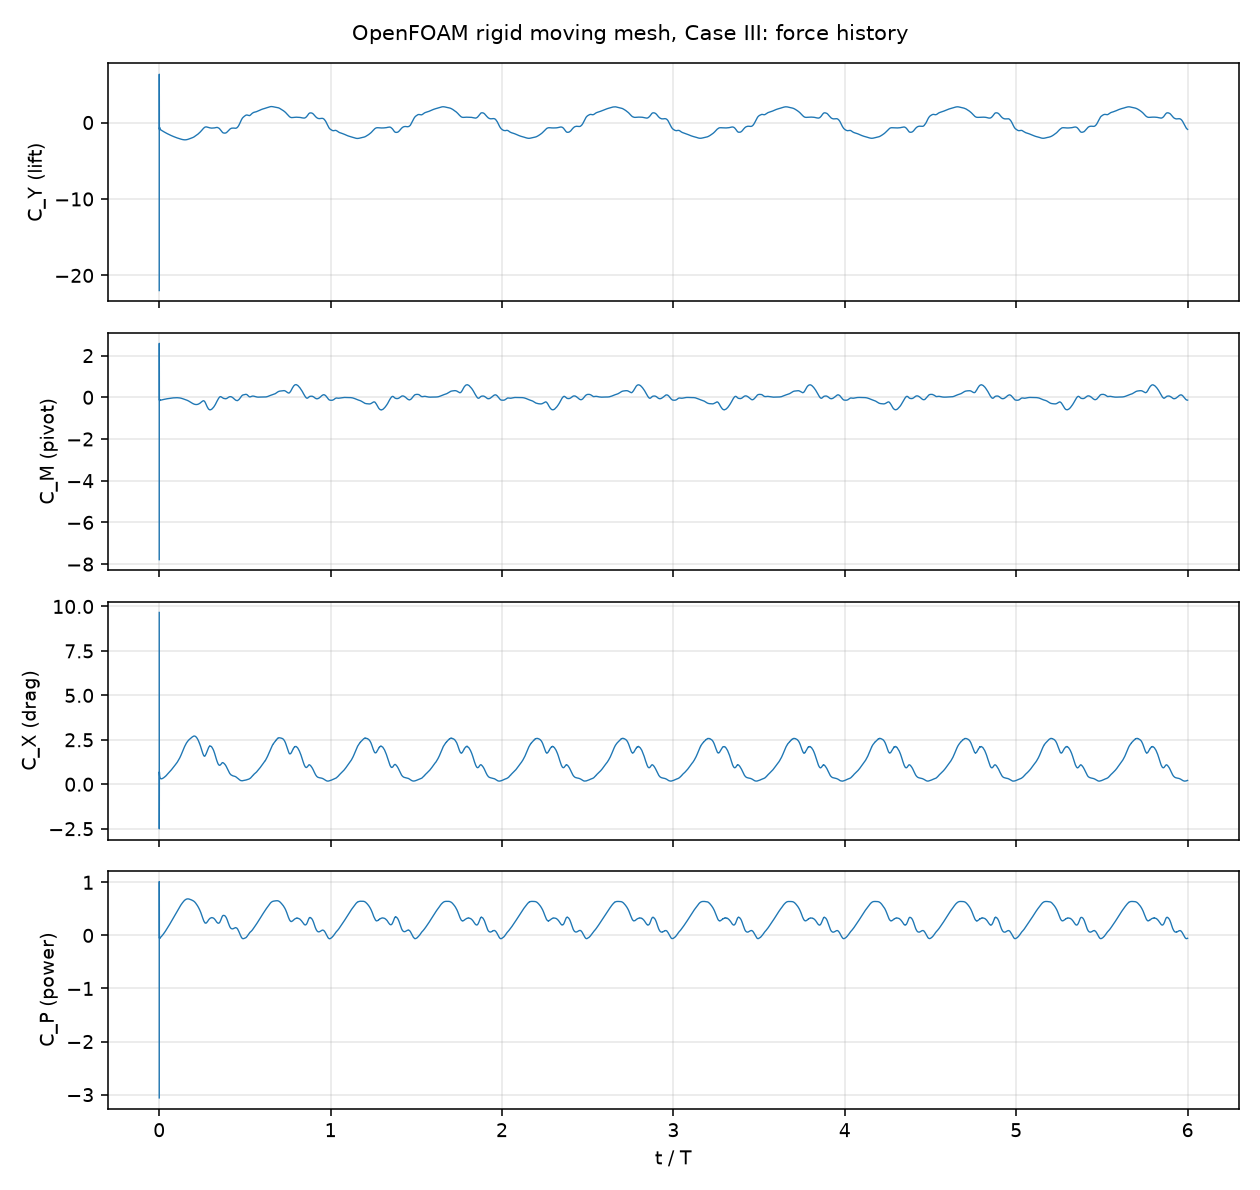 OpenFOAM rigid moving mesh, Case III: force history
0
−10
−20
C_Y (lift)
2
0
−2
−4
−6
−8
C_M (pivot)
10.0
7.5
5.0
2.5
0.0
−2.5
C_X (drag)
1
0
−1
−2
−3
C_P (power)
0 1 2 3 4 5 6
t / T